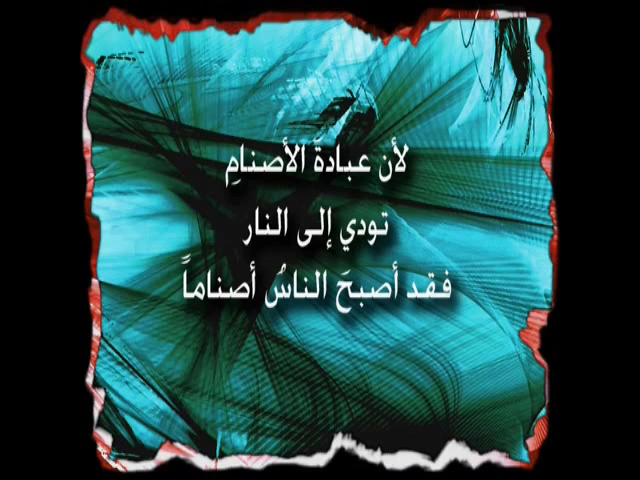 لأن عبادةَ الأصنامِ
تودي إلى النار
فقد أصبحَ الناسُ أصناماً